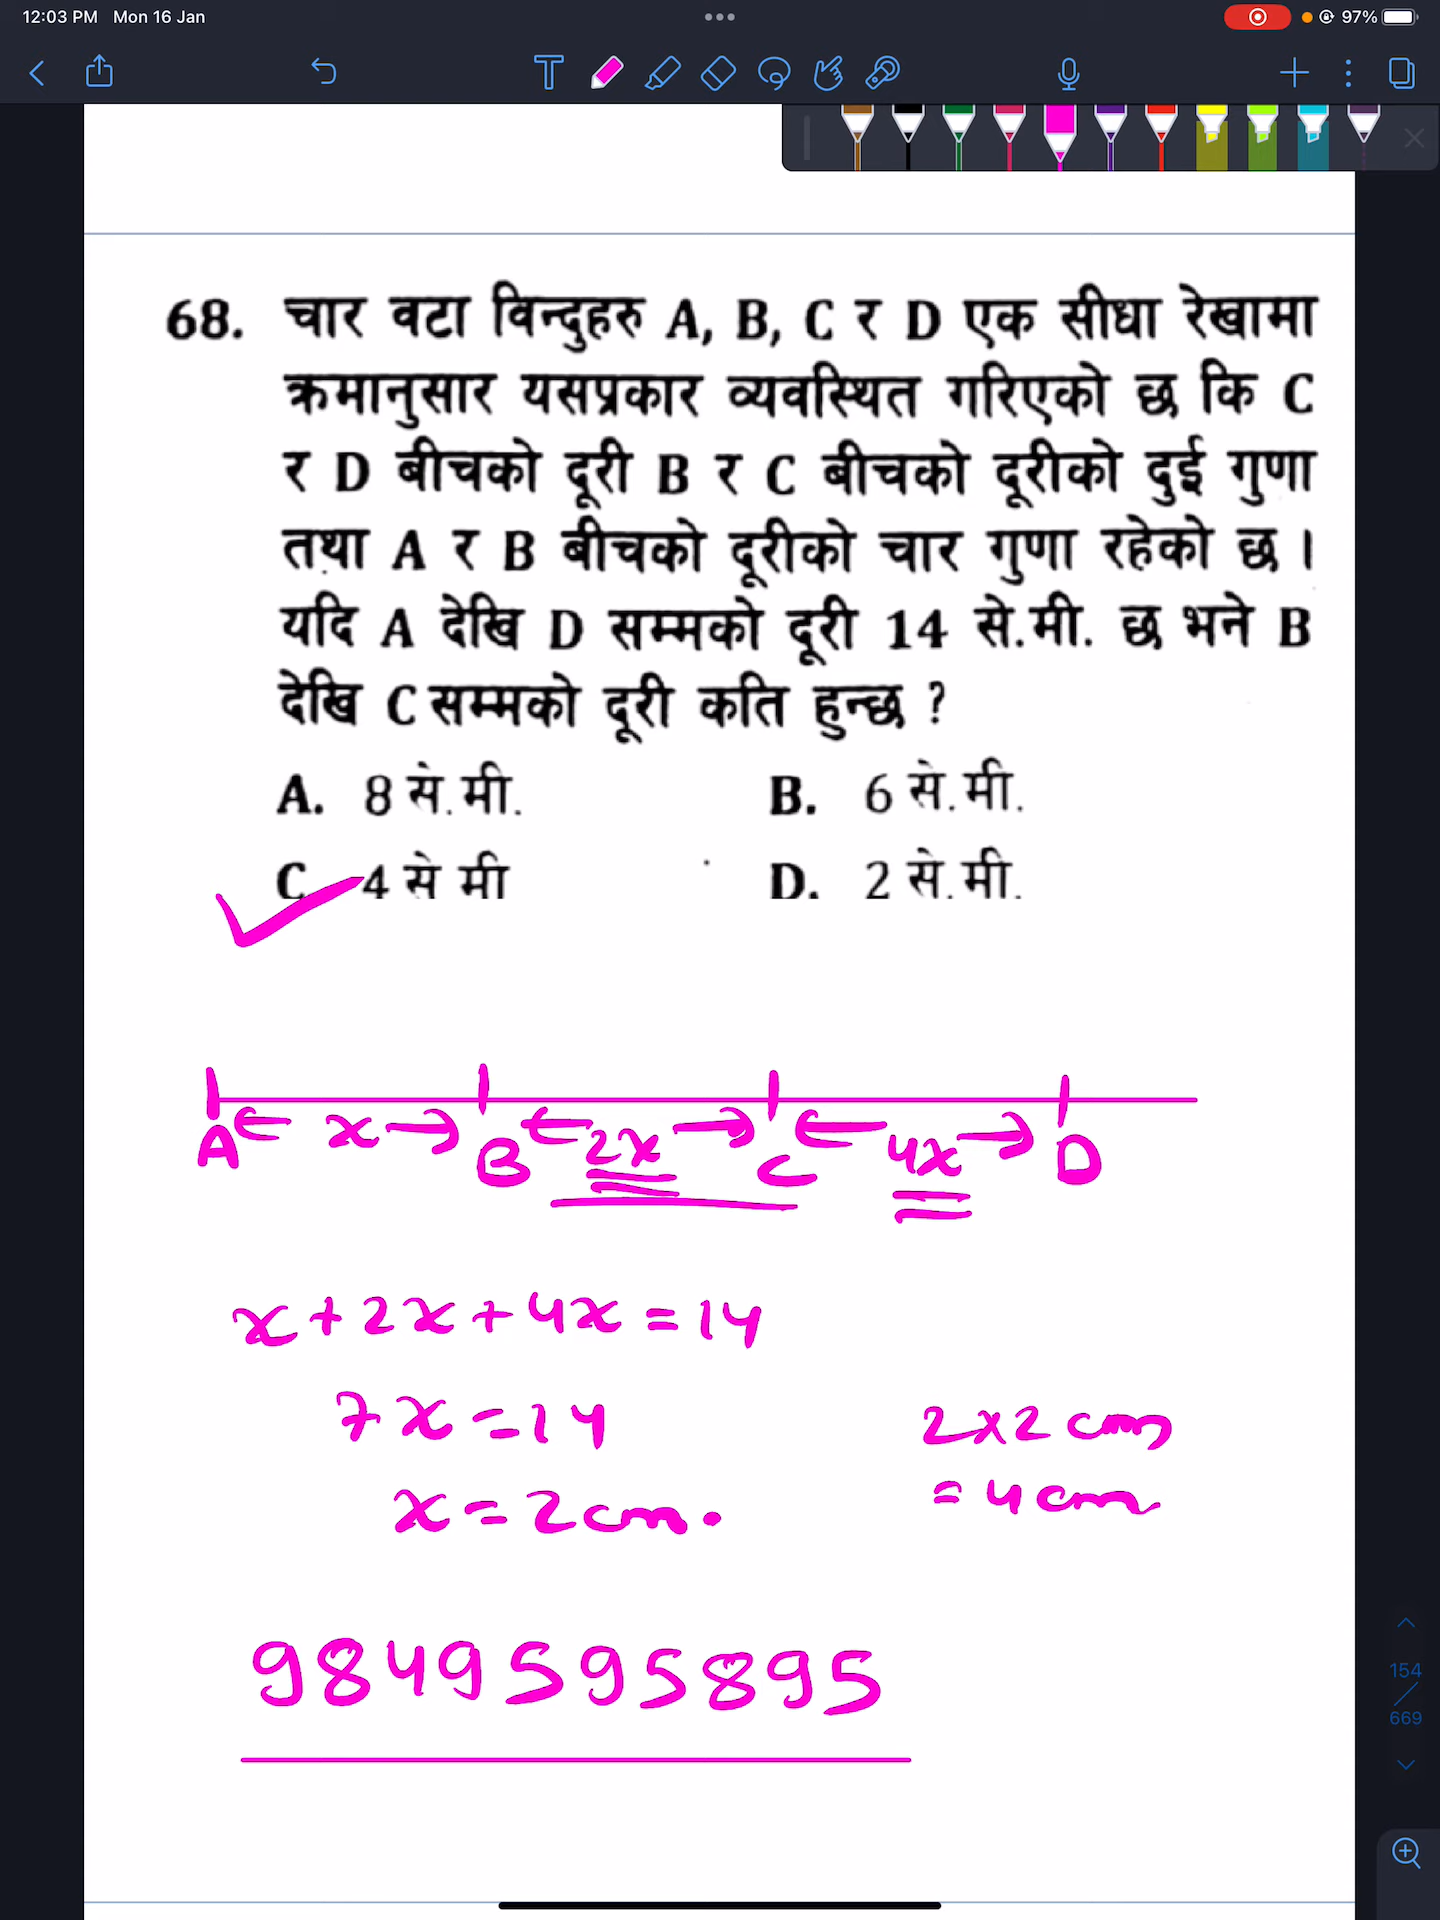 12:03 PM Mon 16 Jan
97%
68. चार वटा विन्दुहरु A, B, C र D एक सीधा रेखामा
क्रमानुसार यसप्रकार व्यवस्थित गरिएको छ कि C
र D बीचको दूरी B र C बीचको दूरीको दुई गुणा
तथा A र B बीचको दूरीको चार गुणा रहेको छ ।
यदि A देखि D सम्मको दूरी 14 से.मी. छ भने B
देखि C सम्मको दूरी कति हुन्छ ?
A. 8 से.मी. B. 6 से.मी.
C 4 से मी D. 2 से.मी.
A x B 2x C 4x D
x+2x+4x=14
7x=14
2x2 cm
x=2cm.
=4cm
9849595895
154
669